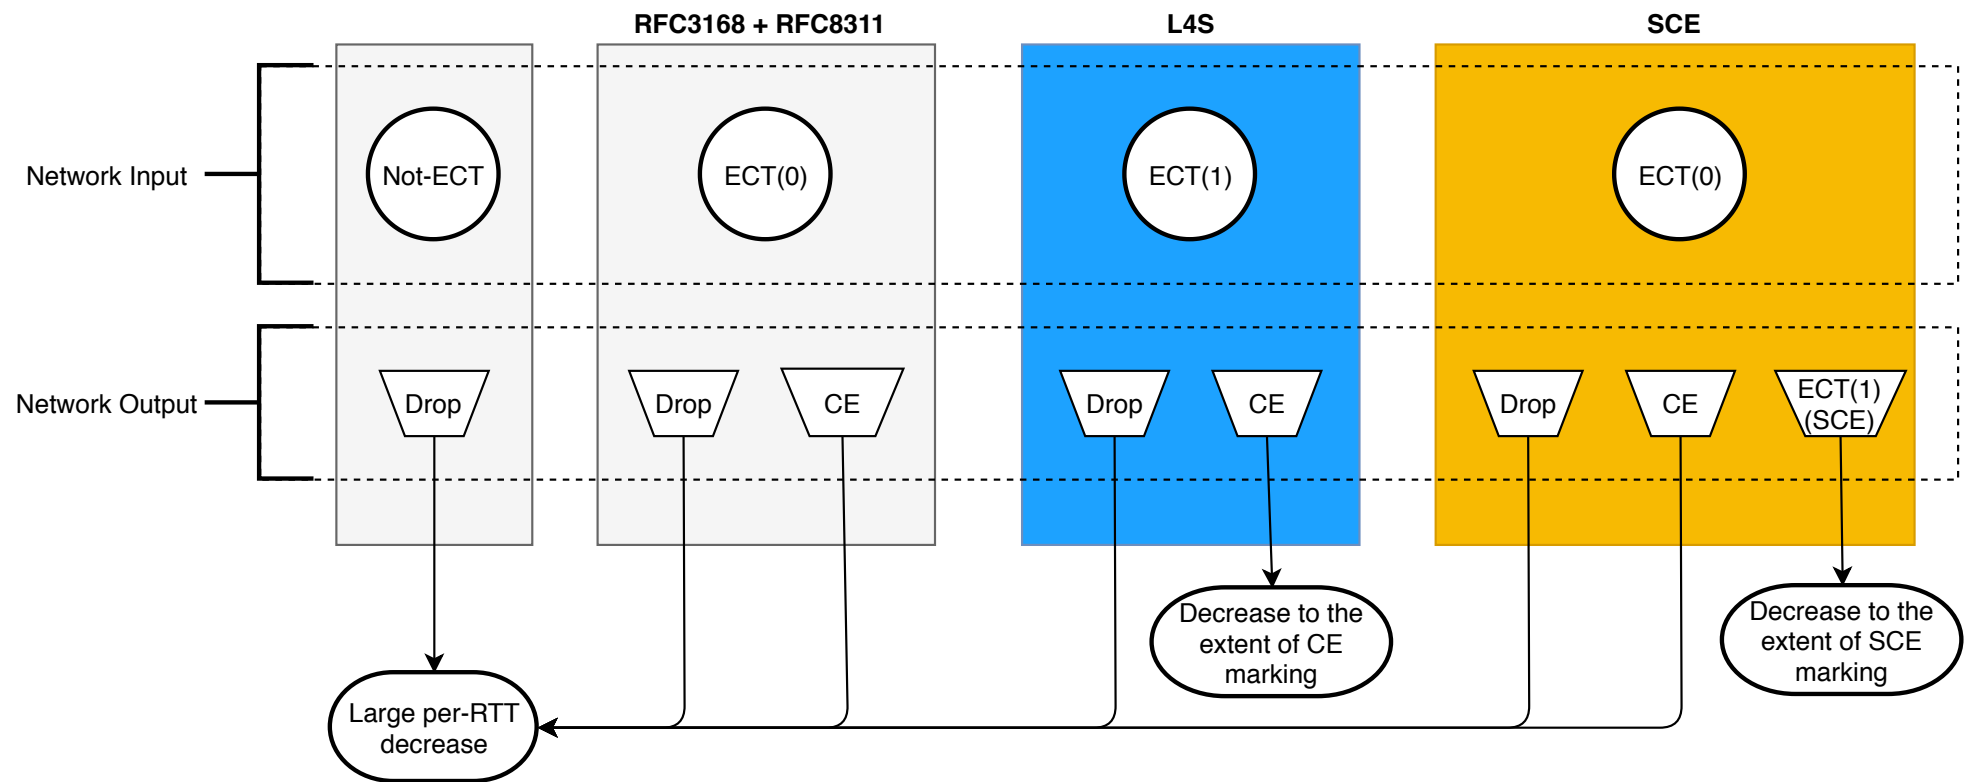 RFC3168 + RFC8311
L4S
SCE
Network Input
Not-ECT
ECT(0)
ECT(1)
ECT(0)
Network Output
Drop
Drop
CE
Drop
CE
Drop
CE
ECT(1)
(SCE)
Decrease to the
extent of CE
marking
Decrease to the
extent of SCE
marking
Large per-RTT
decrease